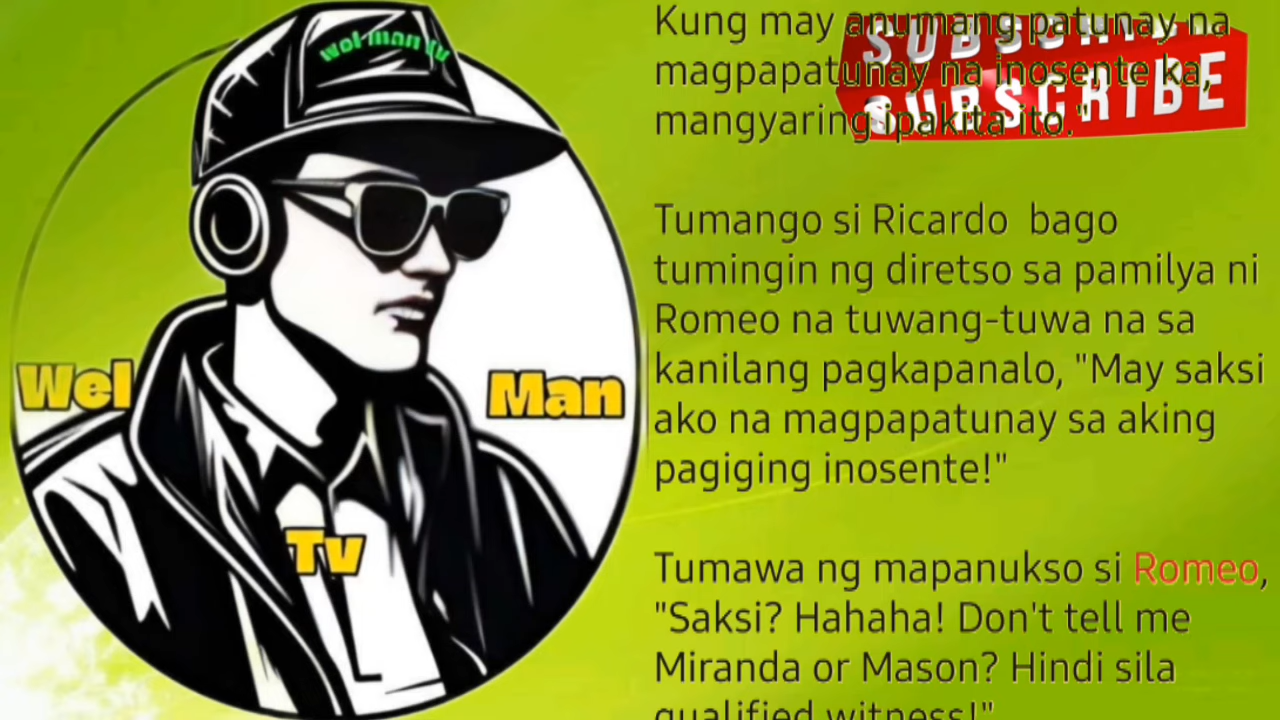 wel man tv
Wel
Man
Tv
SUBSCRIBE
SUBSCRIBE
Kung may anumang patunay na
magpapatunay na inosente ka,
mangyaring ipakita ito."
Tumango si Ricardo bago
tumingin ng diretso sa pamilya ni
Romeo na tuwang-tuwa na sa
kanilang pagkapanalo, "May saksi
ako na magpapatunay sa aking
pagiging inosente!"
Tumawa ng mapanukso si Romeo,
"Saksi? Hahaha! Don't tell me
Miranda or Mason? Hindi sila
qualified witness!"